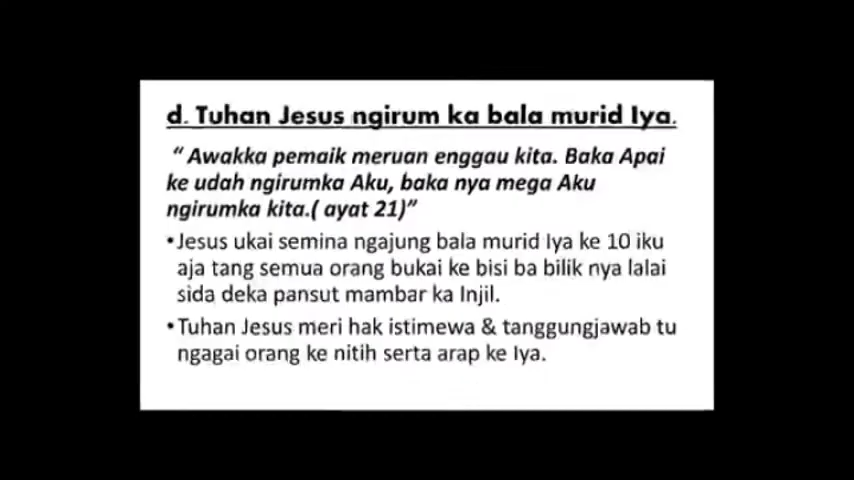 d. Tuhan Jesus ngirum ka bala murid Iya.
“ Awakka pemaik meruan enggau kita. Baka Apai
ke udah ngirumka Aku, baka nya mega Aku
ngirumka kita.( ayat 21)”
•Jesus ukai semina ngajung bala murid Iya ke 10 iku
aja tang semua orang bukai ke bisi ba bilik nya lalai
sida deka pansut mambar ka Injil.
•Tuhan Jesus meri hak istimewa & tanggungjawab tu
ngagai orang ke nitih serta arap ke Iya.